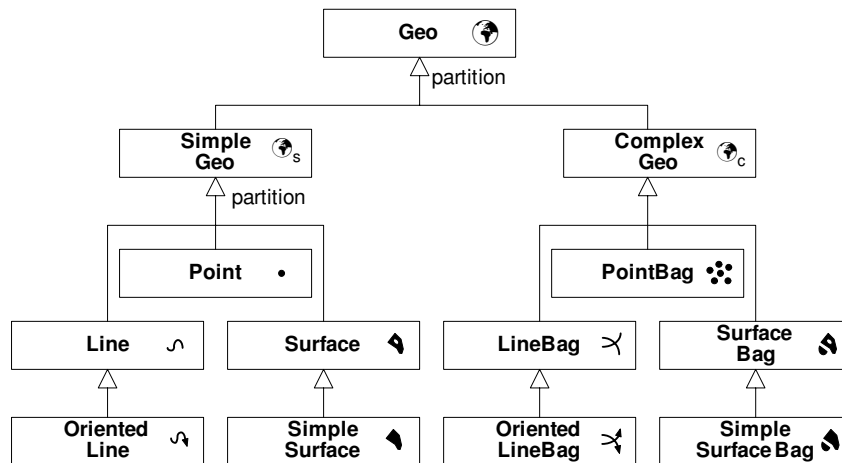 Geo
partition
Simple
Geo
s
Complex
Geo
c
partition
Point
PointBag
Line
Surface
LineBag
Surface
Bag
Oriented
Line
Simple
Surface
Oriented
LineBag
Simple
Surface Bag